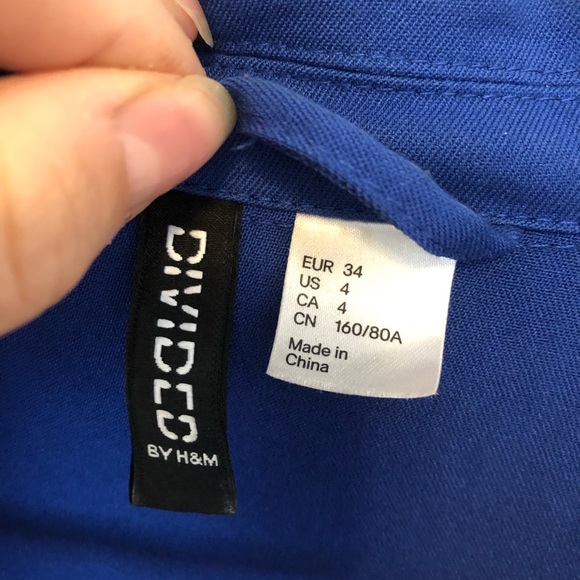 DIVIDED
BY H&M
EUR 34
US 4
CA 4
CN 160/80A
Made in
China